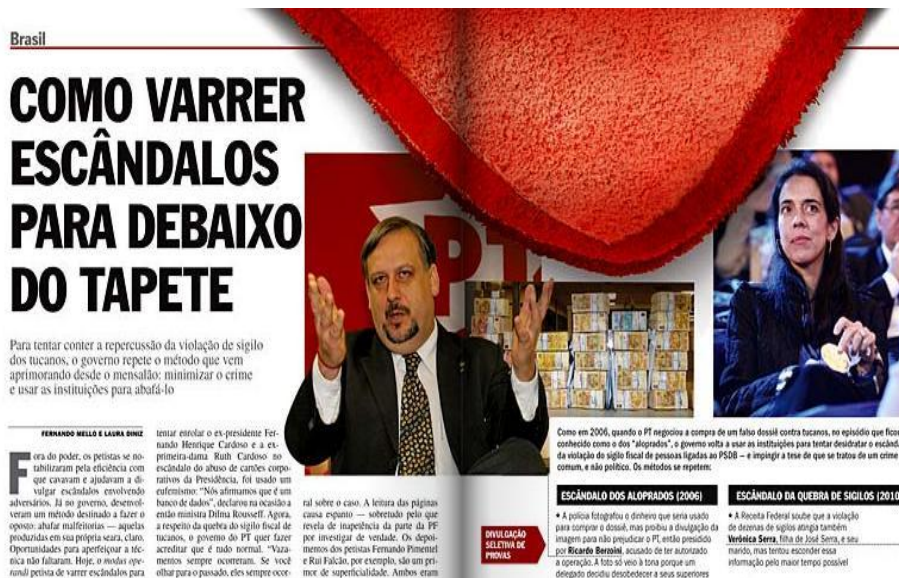 Brasil
COMO VARRER
ESCÂNDALOS
PARA DEBAIXO
DO TAPETE
Para tentar conter a repercussão da violação de sigilo
dos tucanos, o governo repete o método que vem
aprimorando desde o mensalão: minimizar o crime
e usar as instituições para abafá-lo
FERNANDO MELLO E LAURA DINIZ
Fora do poder, os petistas se no-
tabilizaram pela eficiência com
que cavavam e ajudavam a di-
vulgar escândalos envolvendo
adversários. Já no governo, desenvol-
veram um método destinado a fazer o
oposto: abafar malfeitorias — aquelas
produzidas em sua própria seara, claro.
Oportunidades para aperfeiçoar a téc-
nica não faltaram. Hoje, o modus ope-
randi petista de varrer escândalos para
tentar enrolar o ex-presidente Fer-
nando Henrique Cardoso e a ex-
primeira-dama Ruth Cardoso no
escândalo do abuso de cartões corpo-
rativos da Presidência, foi usado um
eufemismo: "Nós afirmamos que é um
banco de dados", declarou na ocasião a
então ministra Dilma Rousseff. Agora,
a respeito da quebra do sigilo fiscal de
tucanos, o governo do PT quer fazer
acreditar que é tudo normal. "Vaza-
mentos sempre ocorreram. Se você
olhar para o passado, eles sempre ocor-
ral sobre o caso. A leitura das páginas
causa espanto — sobretudo pelo que
revela de inapetência da parte da PF
por investigar de verdade. Os depoi-
mentos dos petistas Fernando Pimentel
e Rui Falcão, por exemplo, são um pri-
mor de superficialidade. Ambos eram
PT
Como em 2006, quando o PT negociou a compra de um falso dossiê contra tucanos, no episódio que ficou
conhecido como o dos "aloprados", o governo volta a usar as instituições para tentar desidratar o escânda
da violação do sigilo fiscal de pessoas ligadas ao PSDB — e impingir a tese de que se tratou de um crime
comum, e não político. Os métodos se repetem:
DIVULGAÇÃO
SELETIVA DE
PROVAS
ESCÂNDALO DOS ALOPRADOS (2006)
• A polícia fotografou o dinheiro que seria usado
para comprar o dossiê, mas proibiu a divulgação da
imagem para não prejudicar o PT, então presidido
por Ricardo Berzoini, acusado de ter autorizado
a operação. A foto só veio à tona porque um
delegado decidiu desobedecer a seus superiores
ESCÂNDALO DA QUEBRA DE SIGILOS (2010
• A Receita Federal soube que a violação
de dezenas de sigilos atingia também
Verônica Serra, filha de José Serra, e seu
marido, mas tentou esconder essa
informação pelo maior tempo possível